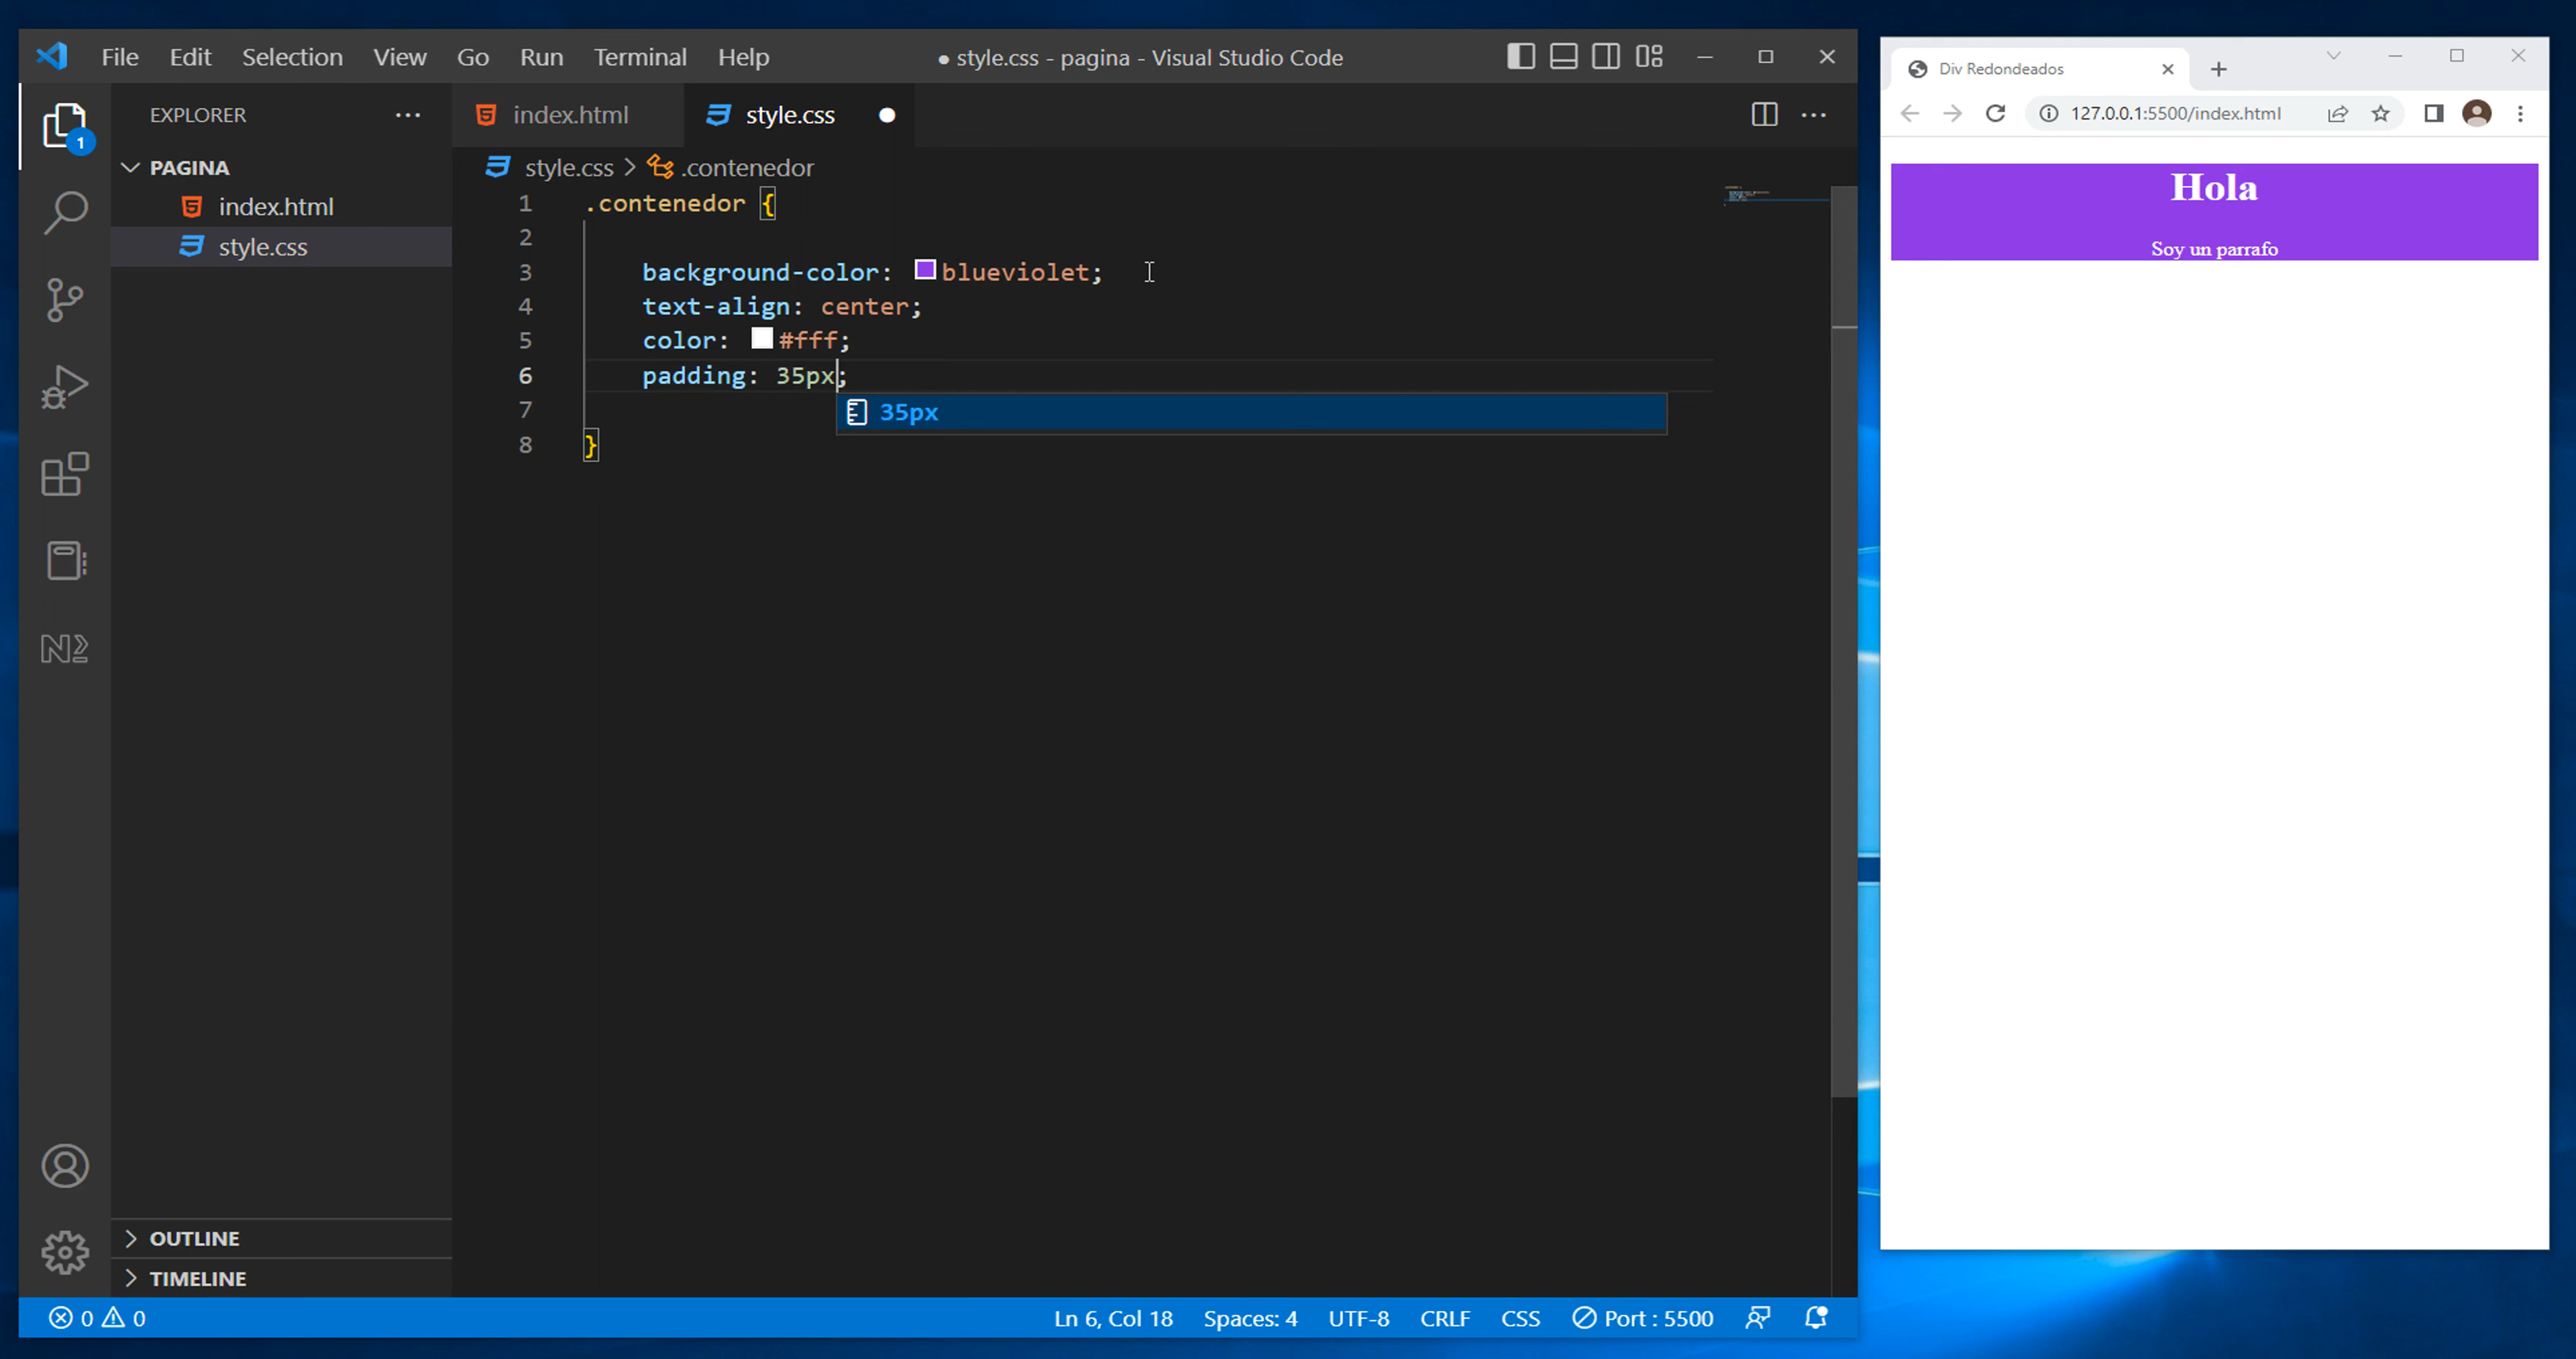 File Edit Selection View Go Run Terminal Help
● style.css - pagina - Visual Studio Code
EXPLORER
1
PAGINA
index.html
style.css
OUTLINE
TIMELINE
index.html
style.css
style.css > .contenedor
1 .contenedor {
2
3 background-color: blueviolet;
4 text-align: center;
5 color: #fff;
6 padding: 35px;
35px
7
8 }
0 0
Ln 6, Col 18 Spaces: 4 UTF-8 CRLF CSS Port : 5500
Div Redondeados
127.0.0.1:5500/index.html
Hola
Soy un parrafo